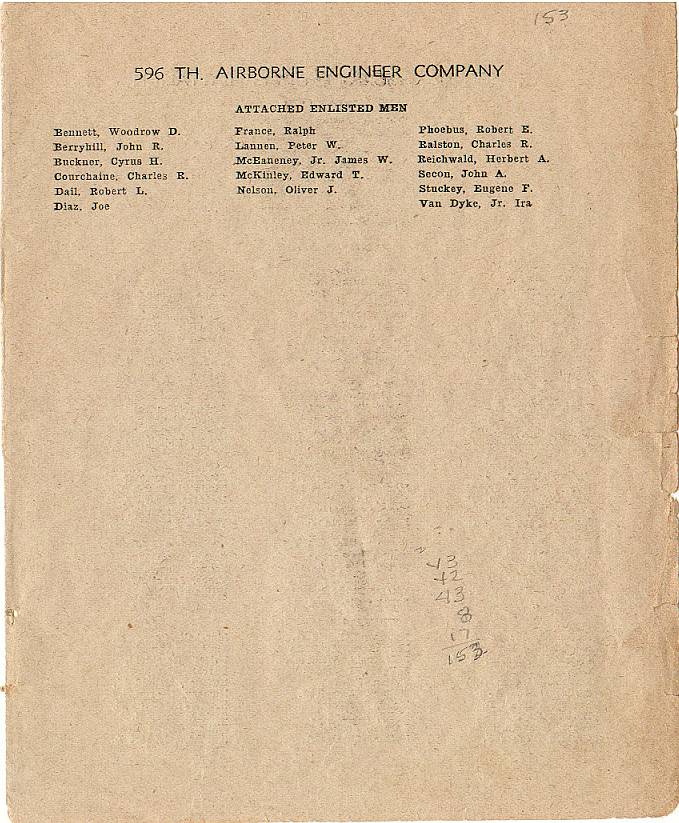 153
596 TH. AIRBORNE ENGINEER COMPANY
ATTACHED ENLISTED MEN
Bennett, Woodrow D.
Berryhill, John R.
Buckner, Cyrus H.
Courchaine, Charles R.
Dail, Robert L.
Diaz, Joe
France, Ralph
Lannen, Peter W.
McEaneney, Jr. James W.
McKinley, Edward T.
Nelson, Oliver J.
Phoebus, Robert E.
Ralston, Charles R.
Reichwald, Herbert A.
Secon, John A.
Stuckey, Eugene F.
Van Dyke, Jr. Ira
43
42
43
8
17
153